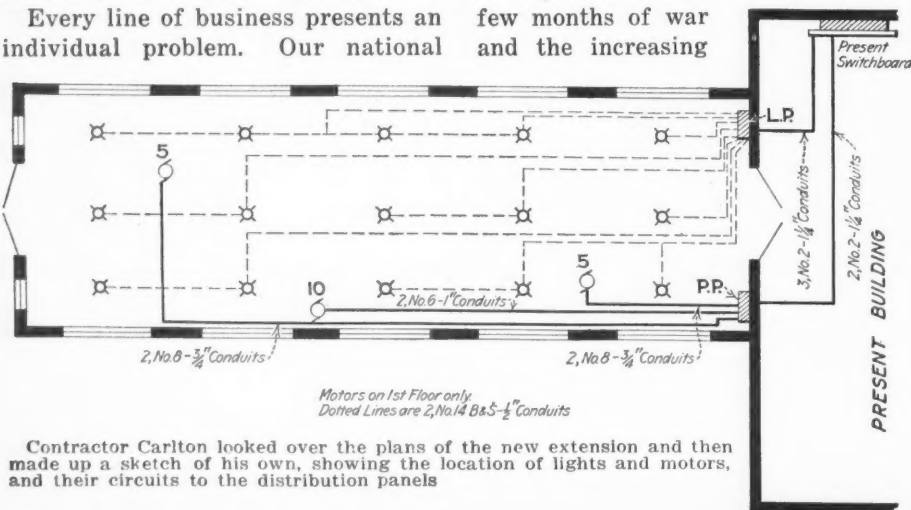 Every line of business presents an
individual problem. Our national
few months of war
and the increasing
Present
Switchboard
L.P.
5
3, No.2-1¼" Conduits
2, No.2-1¼" Conduits
PRESENT BUILDING
10
5
P.P.
2, No.6-1" Conduits
2, No.8-¾" Conduits
2, No.8-¾" Conduits
Motors on 1st Floor only.
Dotted Lines are 2, No.14 B&S-½" Conduits
Contractor Carlton looked over the plans of the new extension and then
made up a sketch of his own, showing the location of lights and motors,
and their circuits to the distribution panels